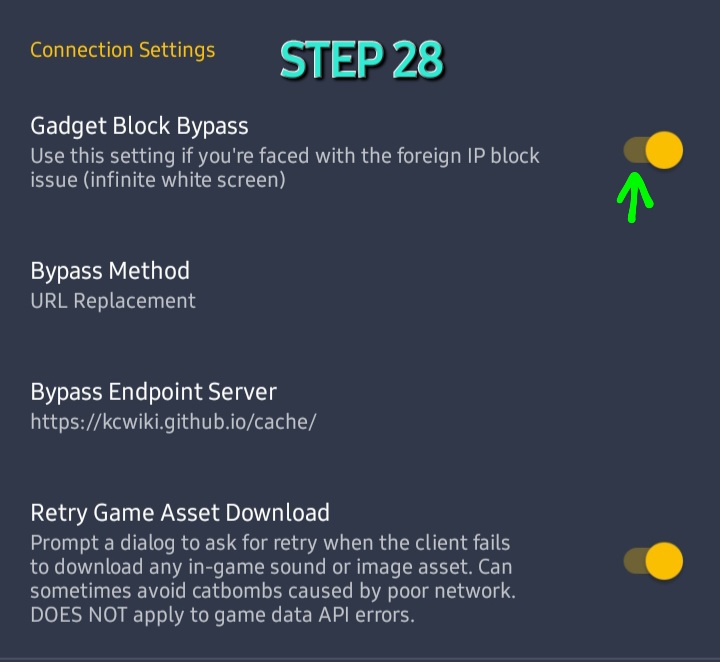 Connection Settings
STEP 28
Gadget Block Bypass
Use this setting if you're faced with the foreign IP block
issue (infinite white screen)
Bypass Method
URL Replacement
Bypass Endpoint Server
https://kcwiki.github.io/cache/
Retry Game Asset Download
Prompt a dialog to ask for retry when the client fails
to download any in-game sound or image asset. Can
sometimes avoid catbombs caused by poor network.
DOES NOT apply to game data API errors.